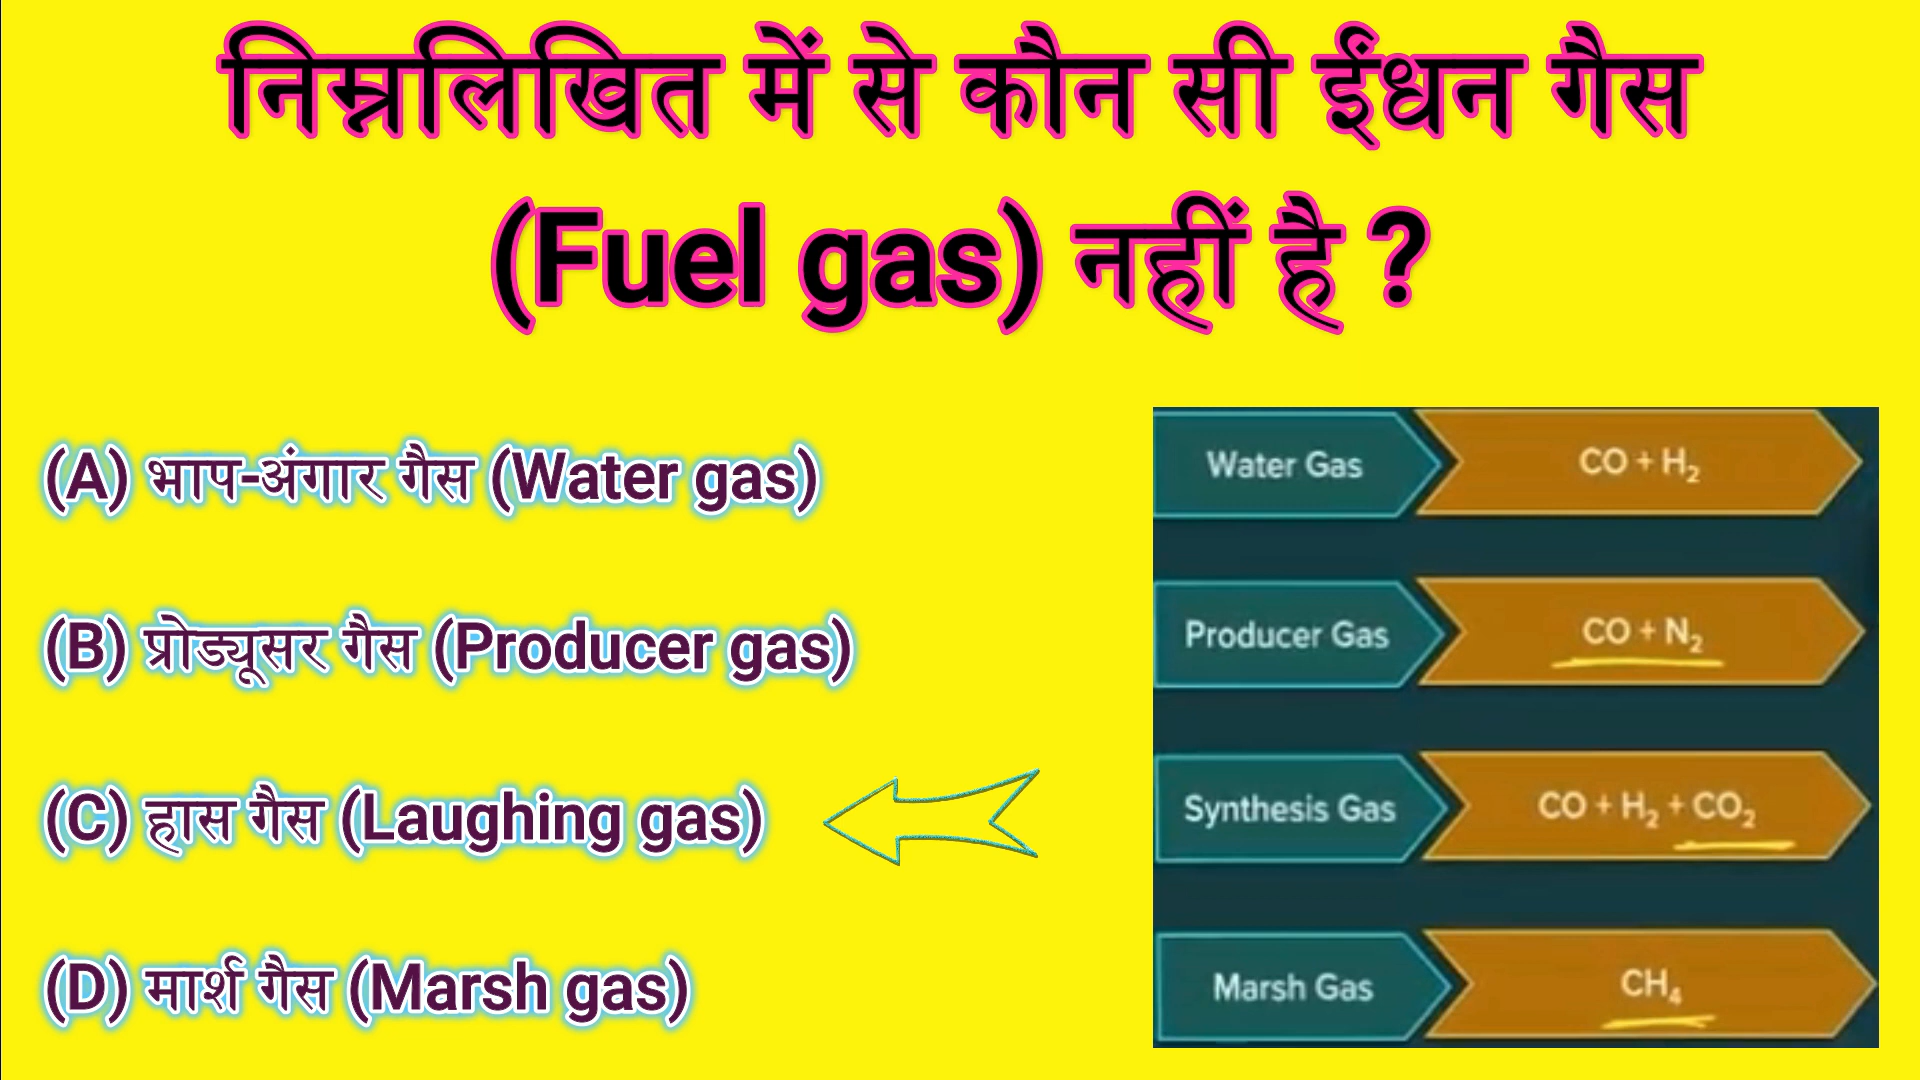 निम्नलिखित में से कौन सी ईंधन गैस
(Fuel gas) नहीं है ?
(A) भाप-अंगार गैस (Water gas)
(B) प्रोड्यूसर गैस (Producer gas)
(C) हास गैस (Laughing gas)
(D) मार्श गैस (Marsh gas)
Water Gas CO + H₂
Producer Gas CO + N₂
Synthesis Gas CO + H₂ + CO₂
Marsh Gas CH₄